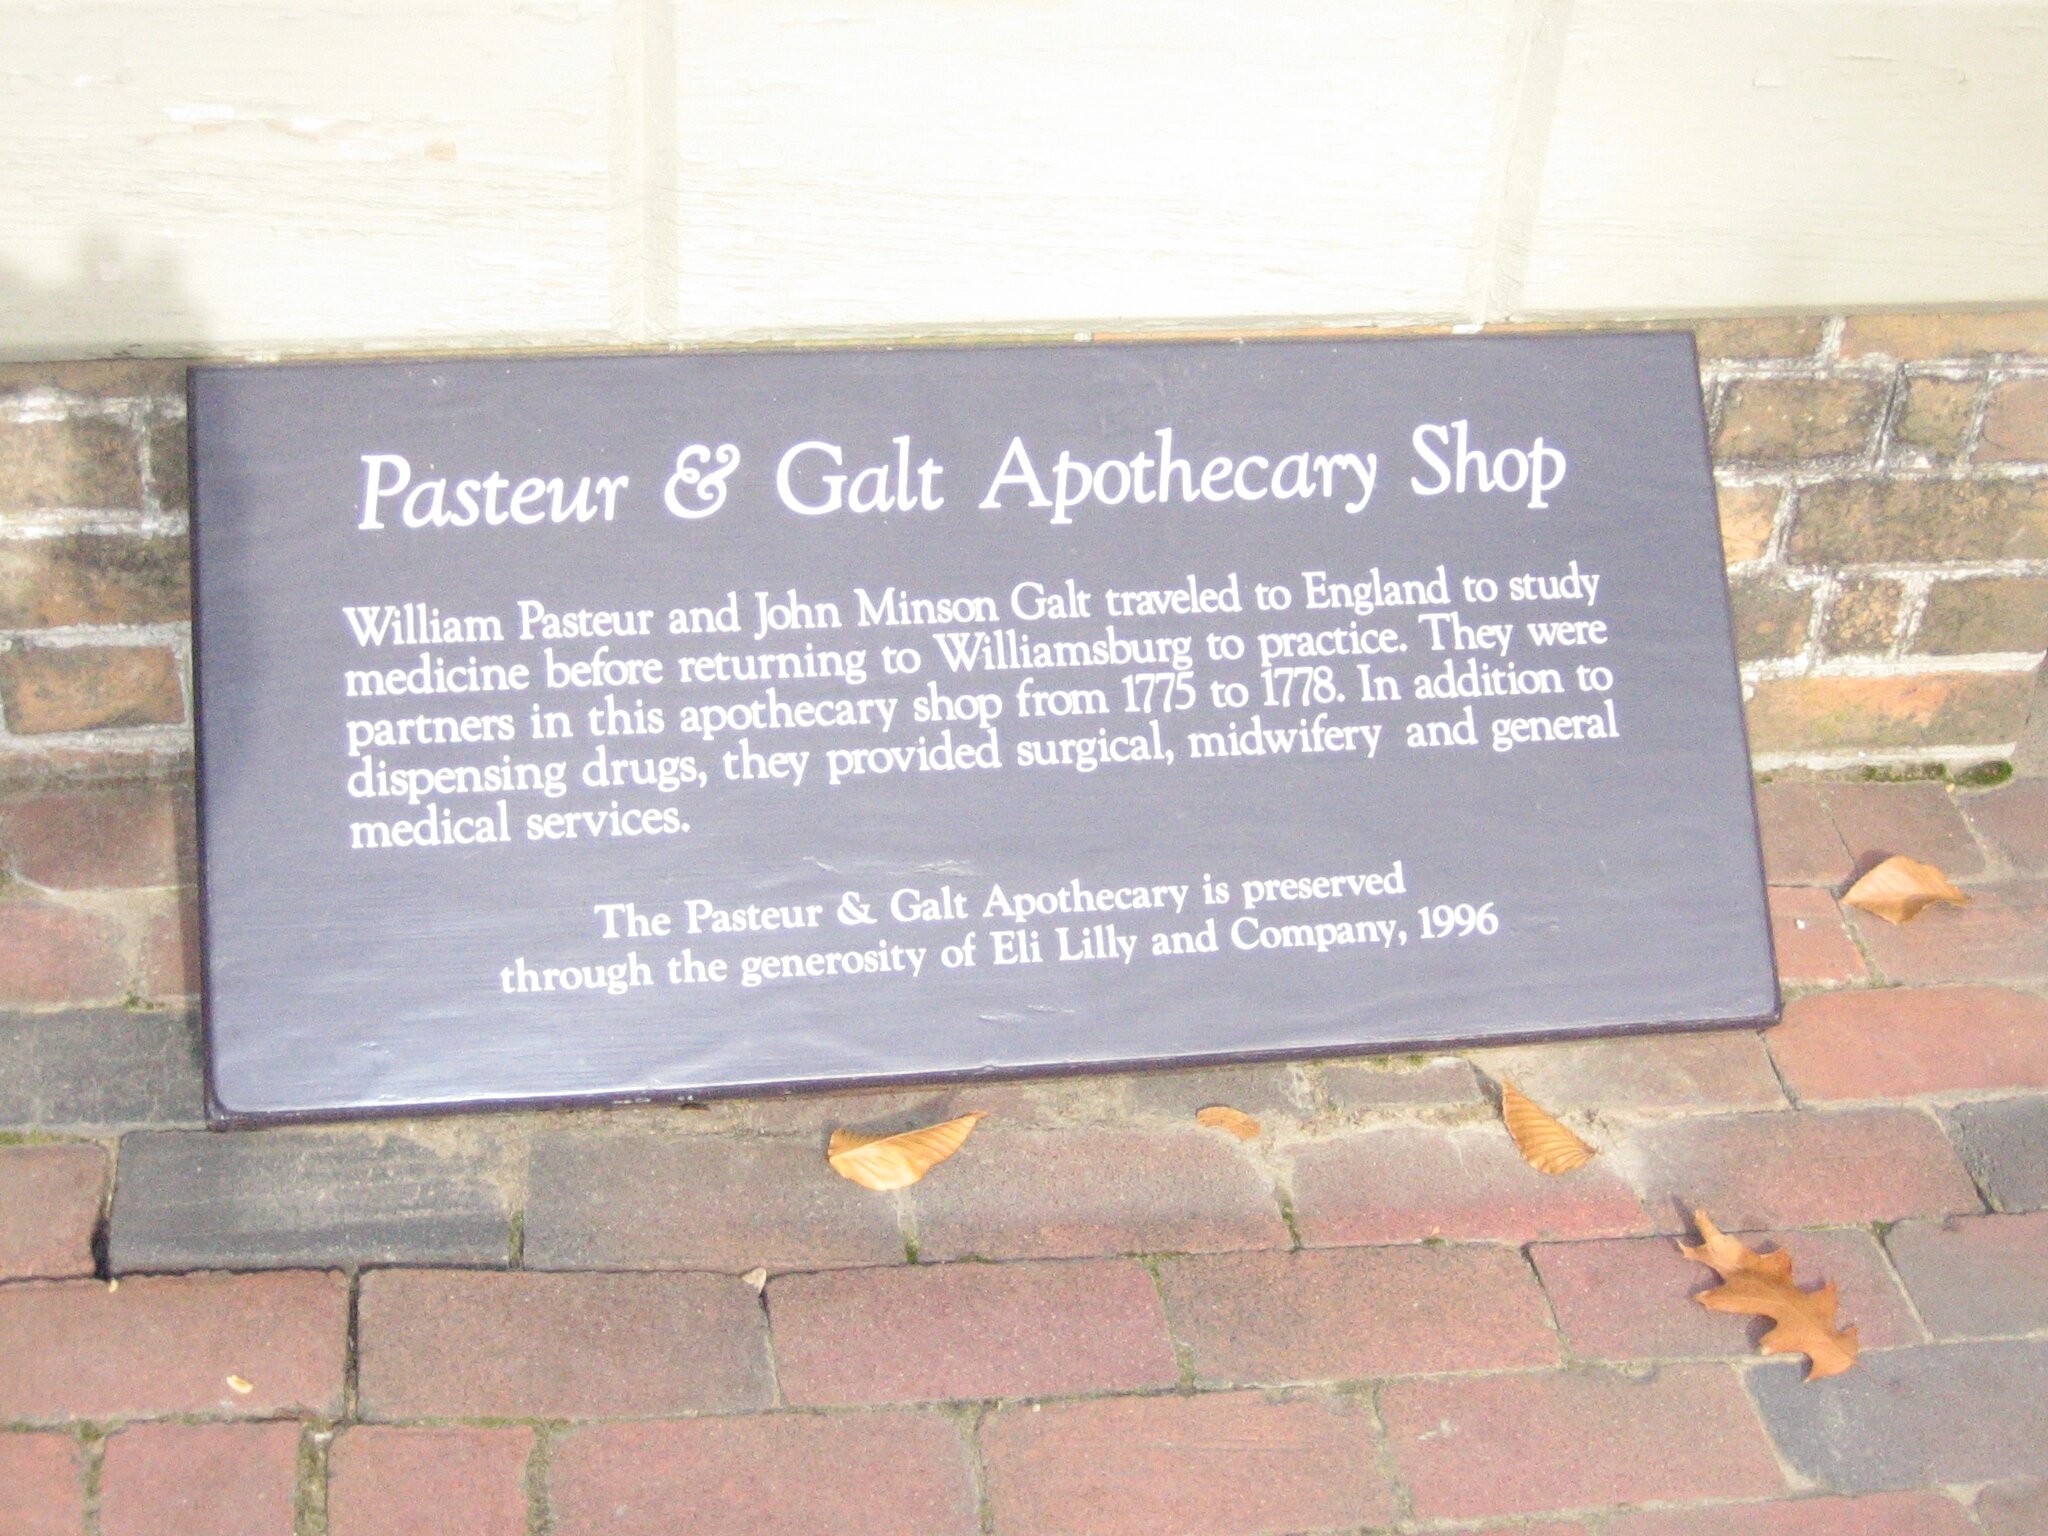 Pasteur & Galt Apothecary Shop
William Pasteur and John Minson Galt traveled to England to study
medicine before returning to Williamsburg to practice. They were
partners in this apothecary shop from 1775 to 1778. In addition to
dispensing drugs, they provided surgical, midwifery and general
medical services.
The Pasteur & Galt Apothecary is preserved
through the generosity of Eli Lilly and Company, 1996